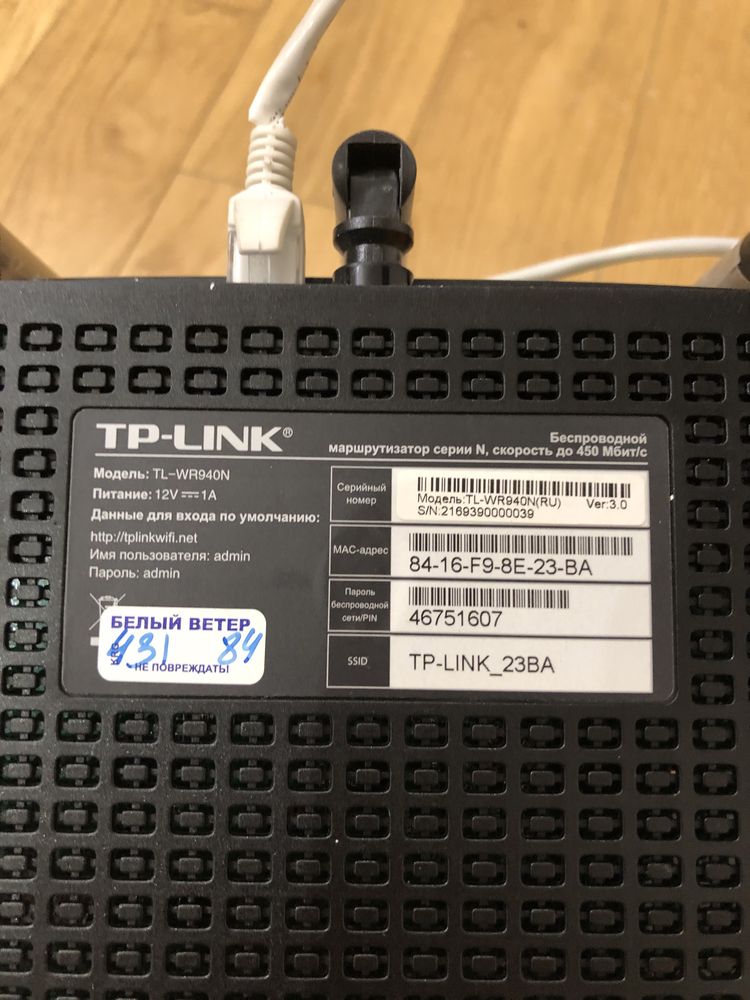 TP-LINK®
Беспроводной
маршрутизатор серии N, скорость до 450 Мбит/с
Модель: TL-WR940N
Питание: 12V⎓1A
Данные для входа по умолчанию:
http://tplinkwifi.net
Имя пользователя: admin
Пароль: admin
БЕЛЫЙ ВЕТЕР
431 84
НЕ ПОВРЕЖДАТЬ!
Серийный
номер
Модель:TL-WR940N(RU) Ver:3.0
S/N:2169390000039
MAC-адрес
84-16-F9-8E-23-BA
Пароль
беспроводной
сети/PIN
46751607
SSID
TP-LINK_23BA